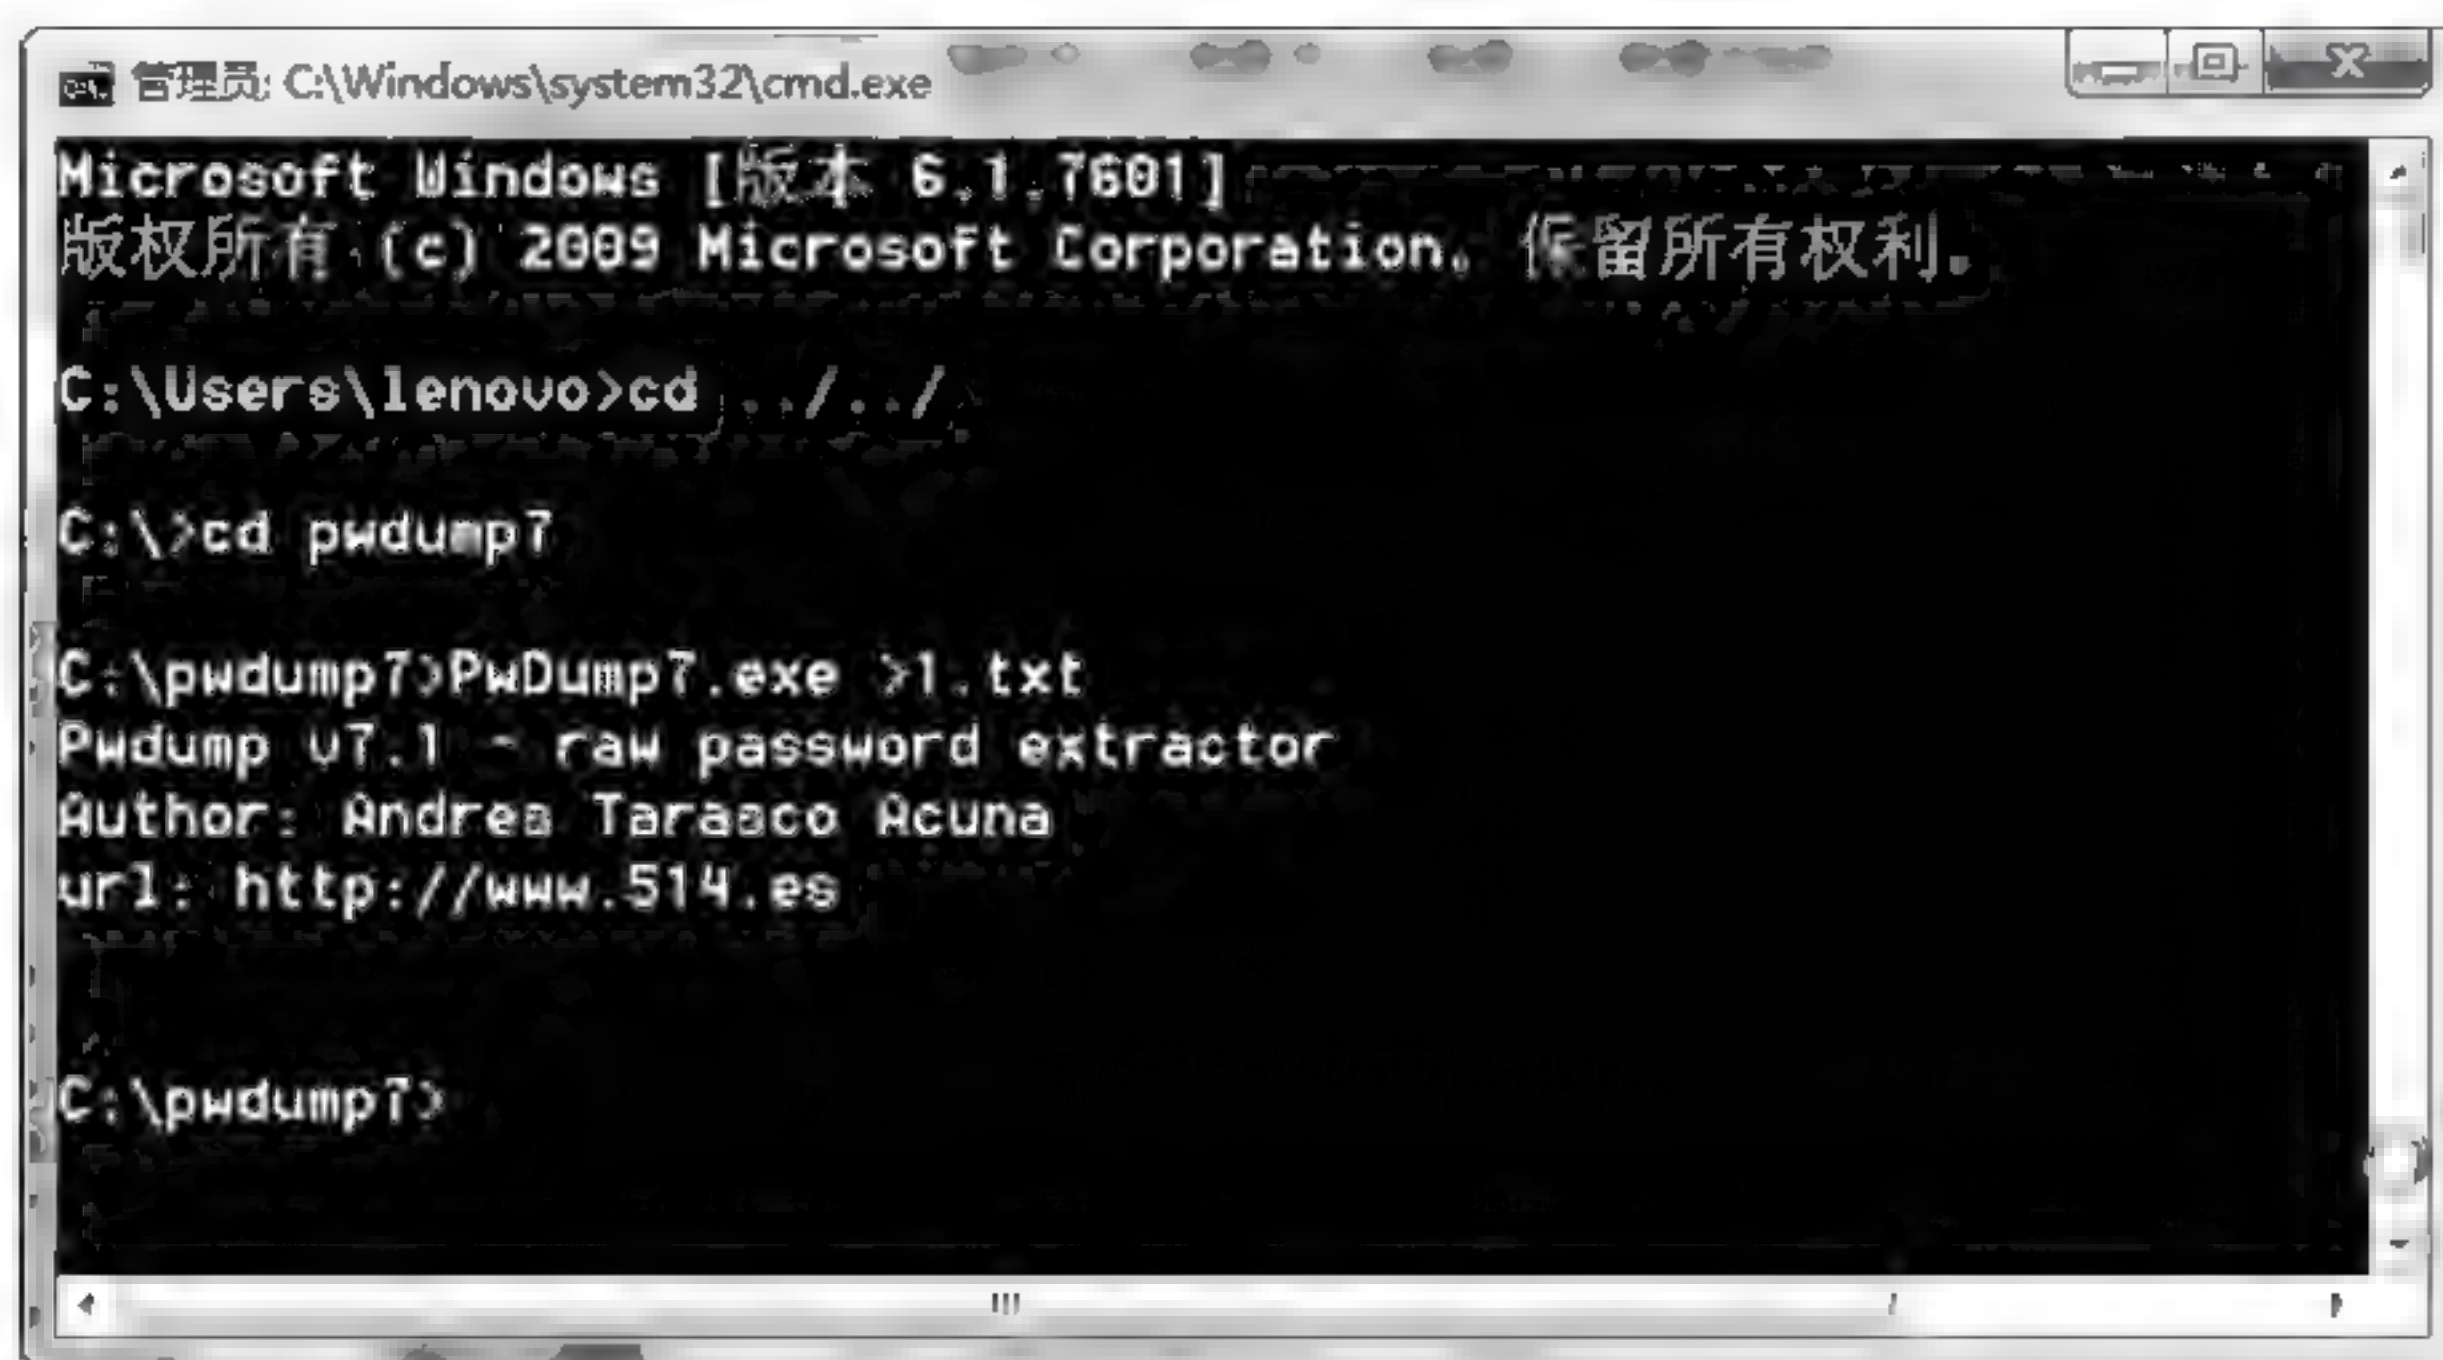 管理员: C:\Windows\system32\cmd.exe
Microsoft Windows [版本 6.1.7601]
版权所有 (c) 2009 Microsoft Corporation。保留所有权利。
C:\Users\lenovo>cd ../../
C:\>cd pwdump7
C:\pwdump7>PwDump7.exe >1.txt
Pwdump v7.1 - raw password extractor
Author: Andres Tarasco Acuna
url: http://www.514.es
C:\pwdump7>